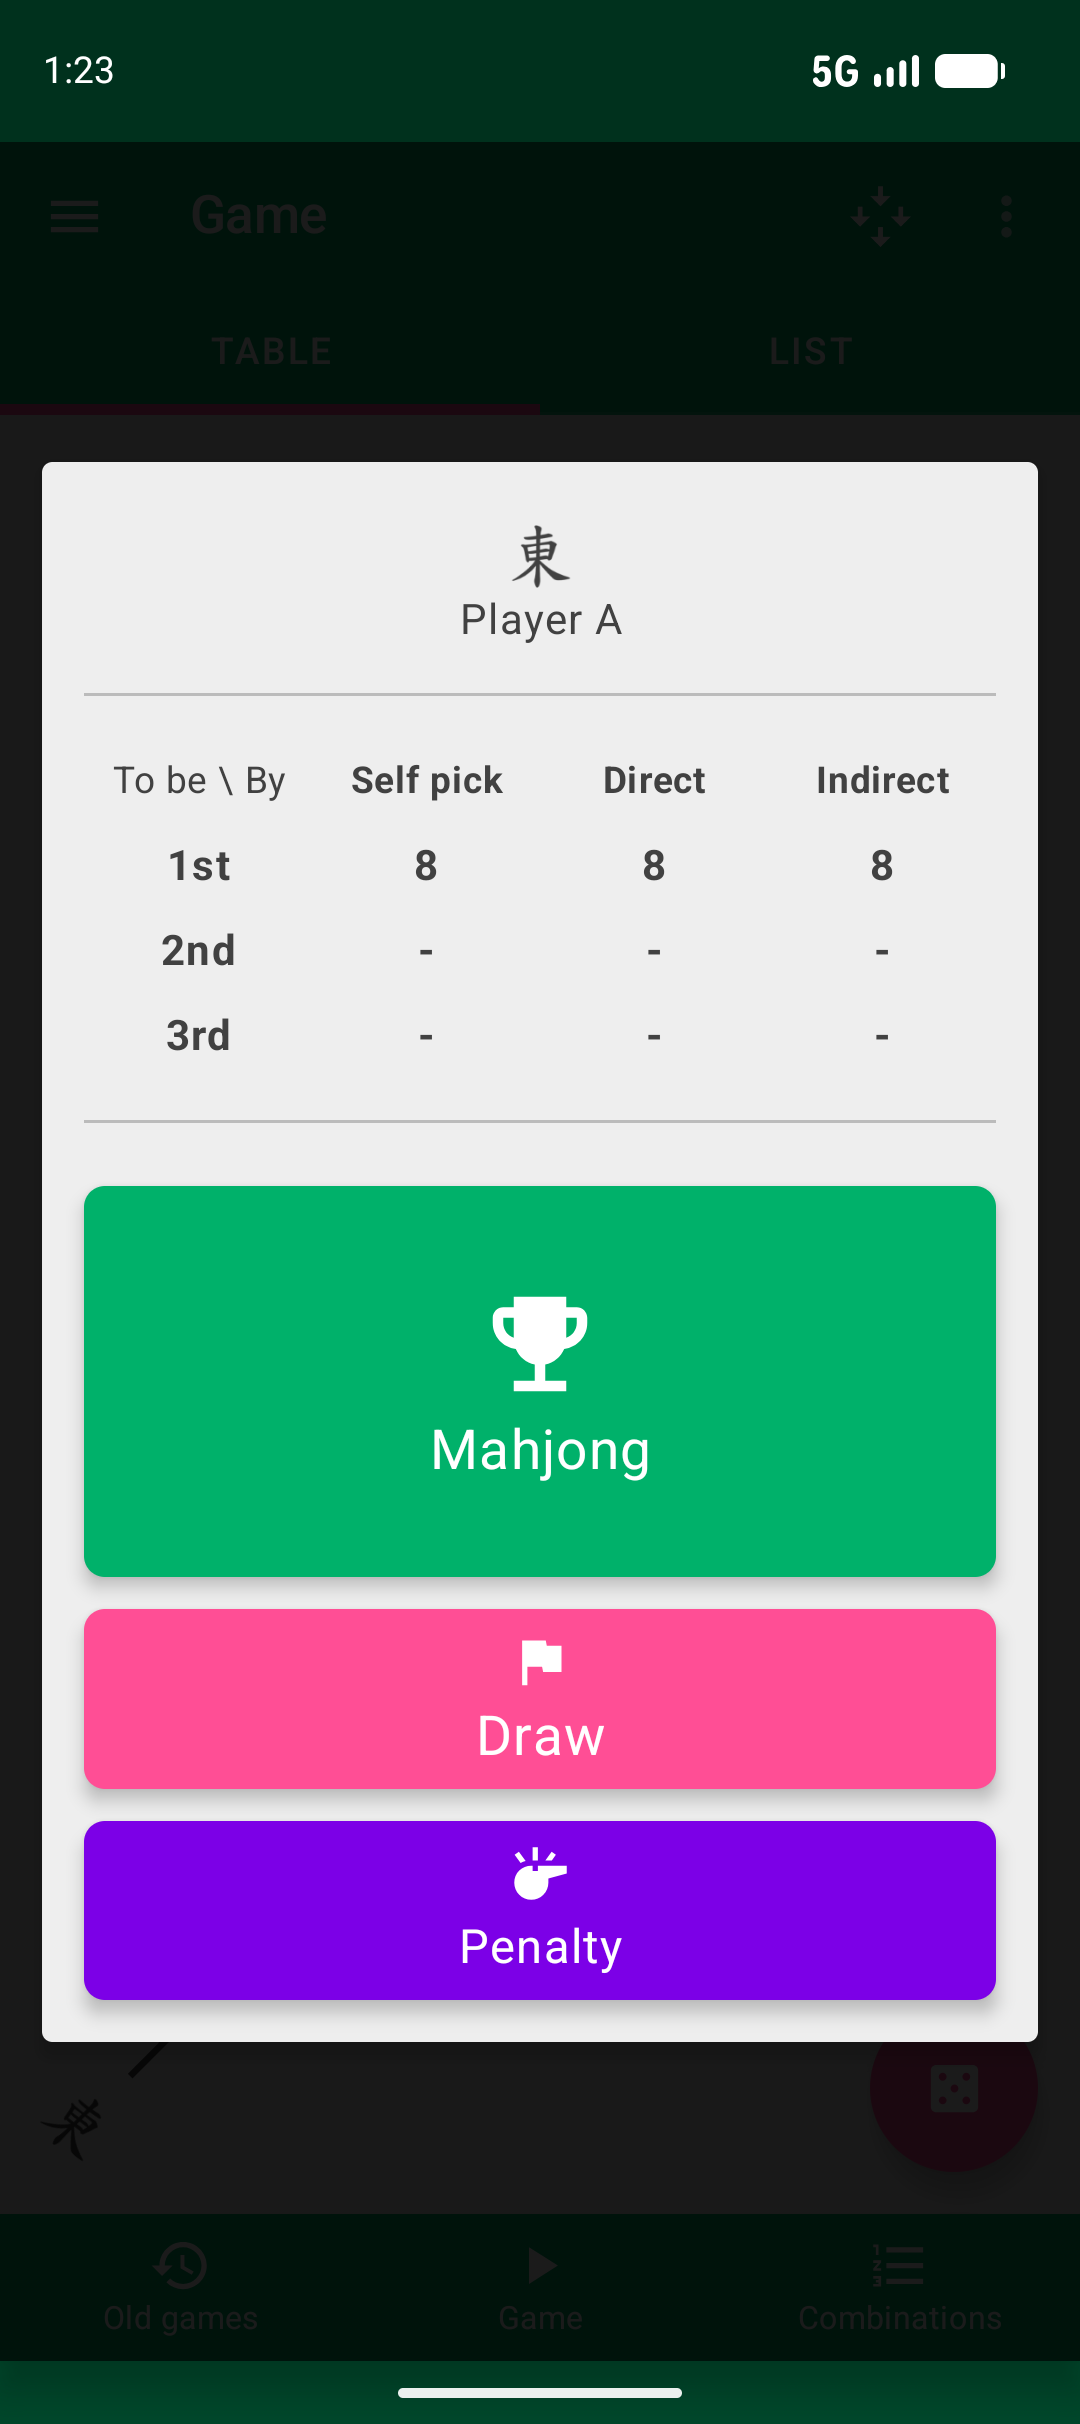 1:23
5G
Game
TABLE
LIST
東
Player A
To be \ By Self pick Direct Indirect
1st 8 8 8
2nd - - -
3rd - - -
Mahjong
Draw
Penalty
東
Old games
Game
Combinations